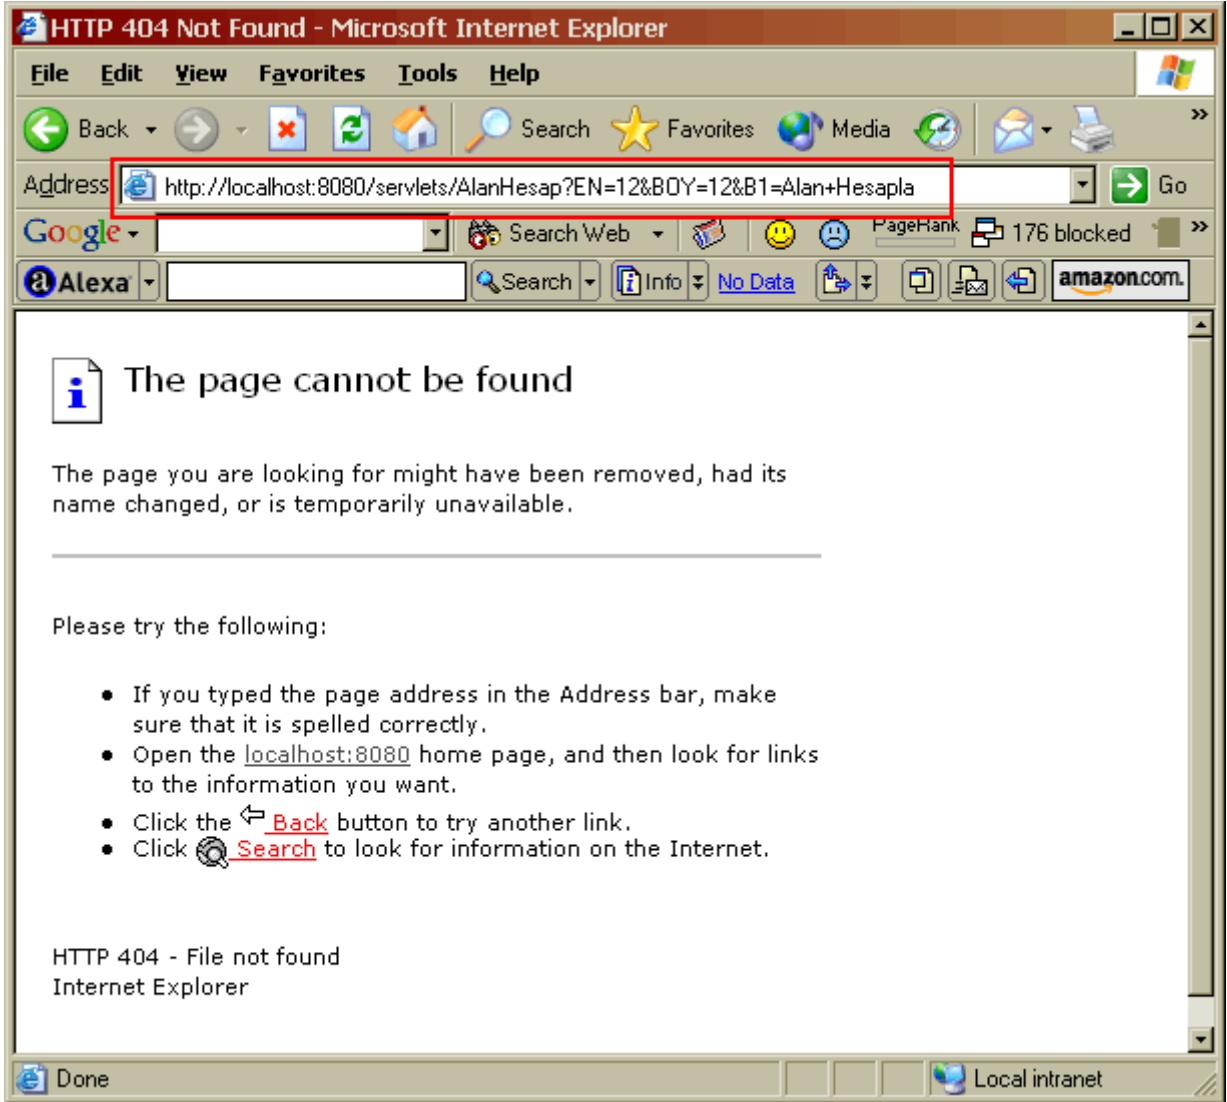 HTTP 404 Not Found - Microsoft Internet Explorer
File Edit View Favorites Tools Help
Back Search Favorites Media »
Address http://localhost:8080/servlets/AlanHesap?EN=12&BOY=12&B1=Alan+Hesapla Go
Google Search Web PageRank 176 blocked »
a Alexa Search Info No Data amazon.com.
The page cannot be found
The page you are looking for might have been removed, had its
name changed, or is temporarily unavailable.
Please try the following:
• If you typed the page address in the Address bar, make
sure that it is spelled correctly.
• Open the localhost:8080 home page, and then look for links
to the information you want.
• Click the Back button to try another link.
• Click Search to look for information on the Internet.
HTTP 404 - File not found
Internet Explorer
Done Local intranet